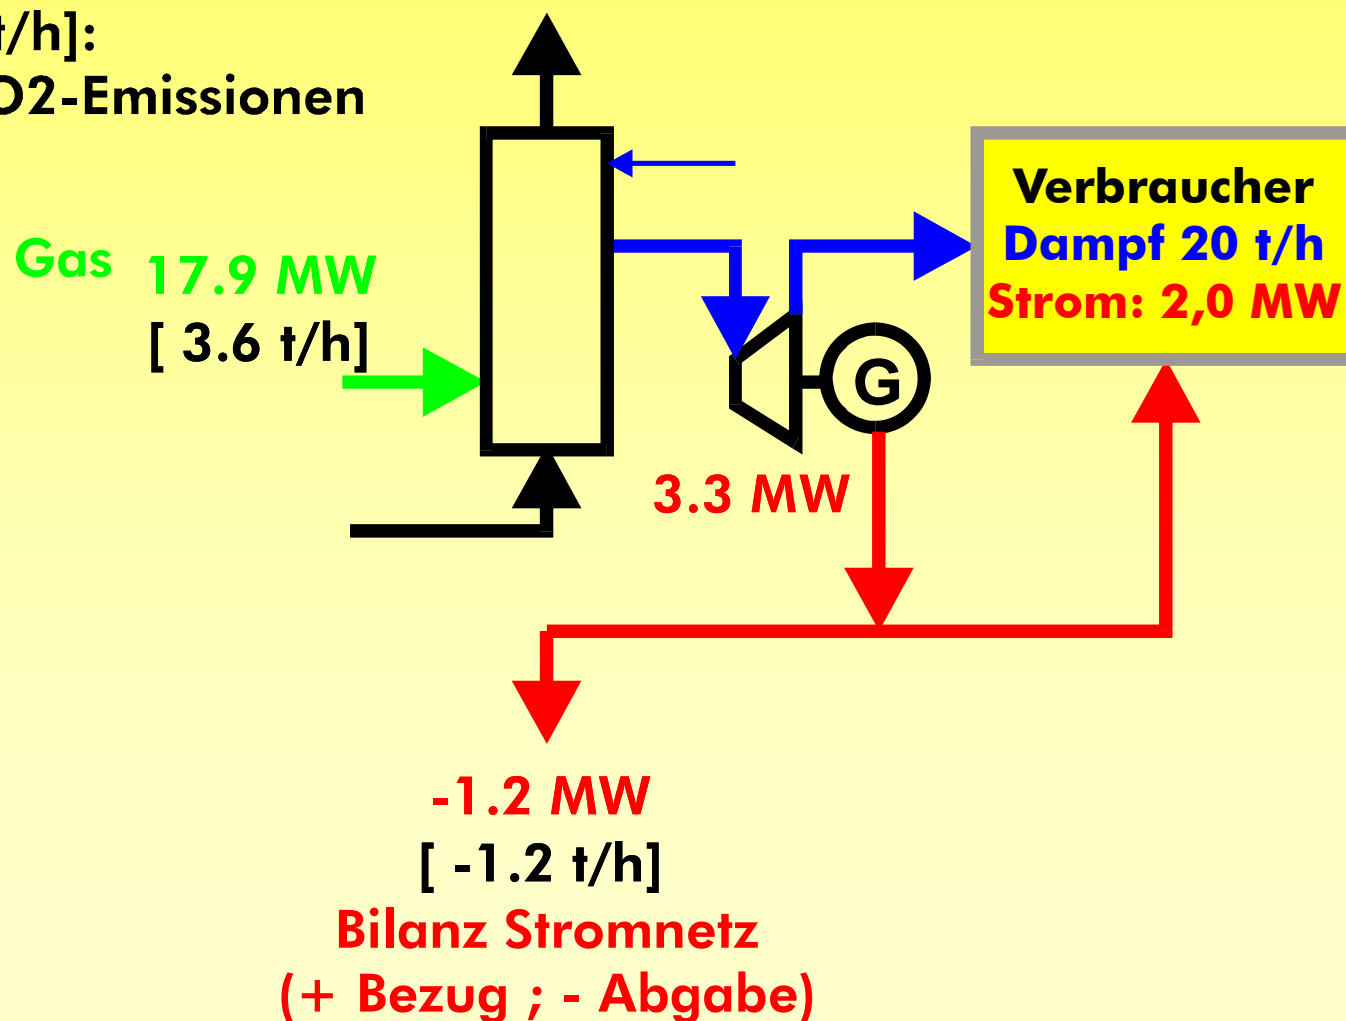 t/h]:
O2-Emissionen
Gas
17.9 MW
[ 3.6 t/h]
Verbraucher
Dampf 20 t/h
Strom: 2,0 MW
G
3.3 MW
-1.2 MW
[ -1.2 t/h]
Bilanz Stromnetz
(+ Bezug ; - Abgabe)